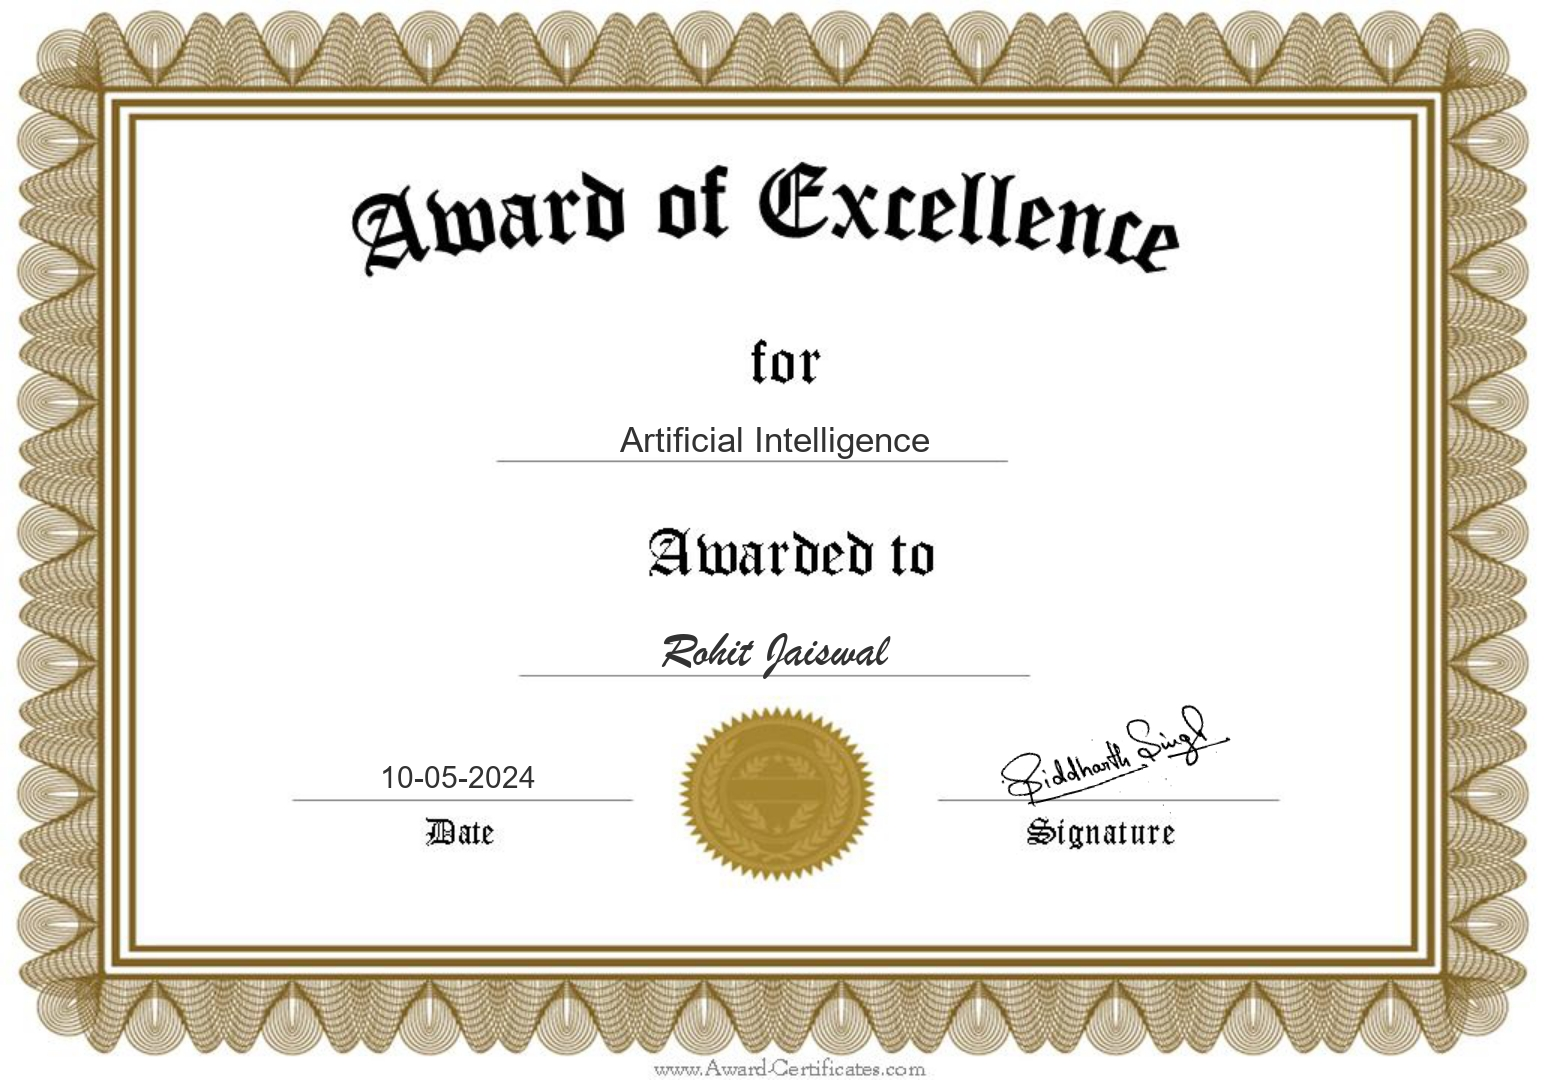 Award of Excellence
for
Artificial Intelligence
Awarded to
Rohit Jaiswal
10-05-2024
Siddharth Singh
Date
Signature
www.Award-Certificates.com